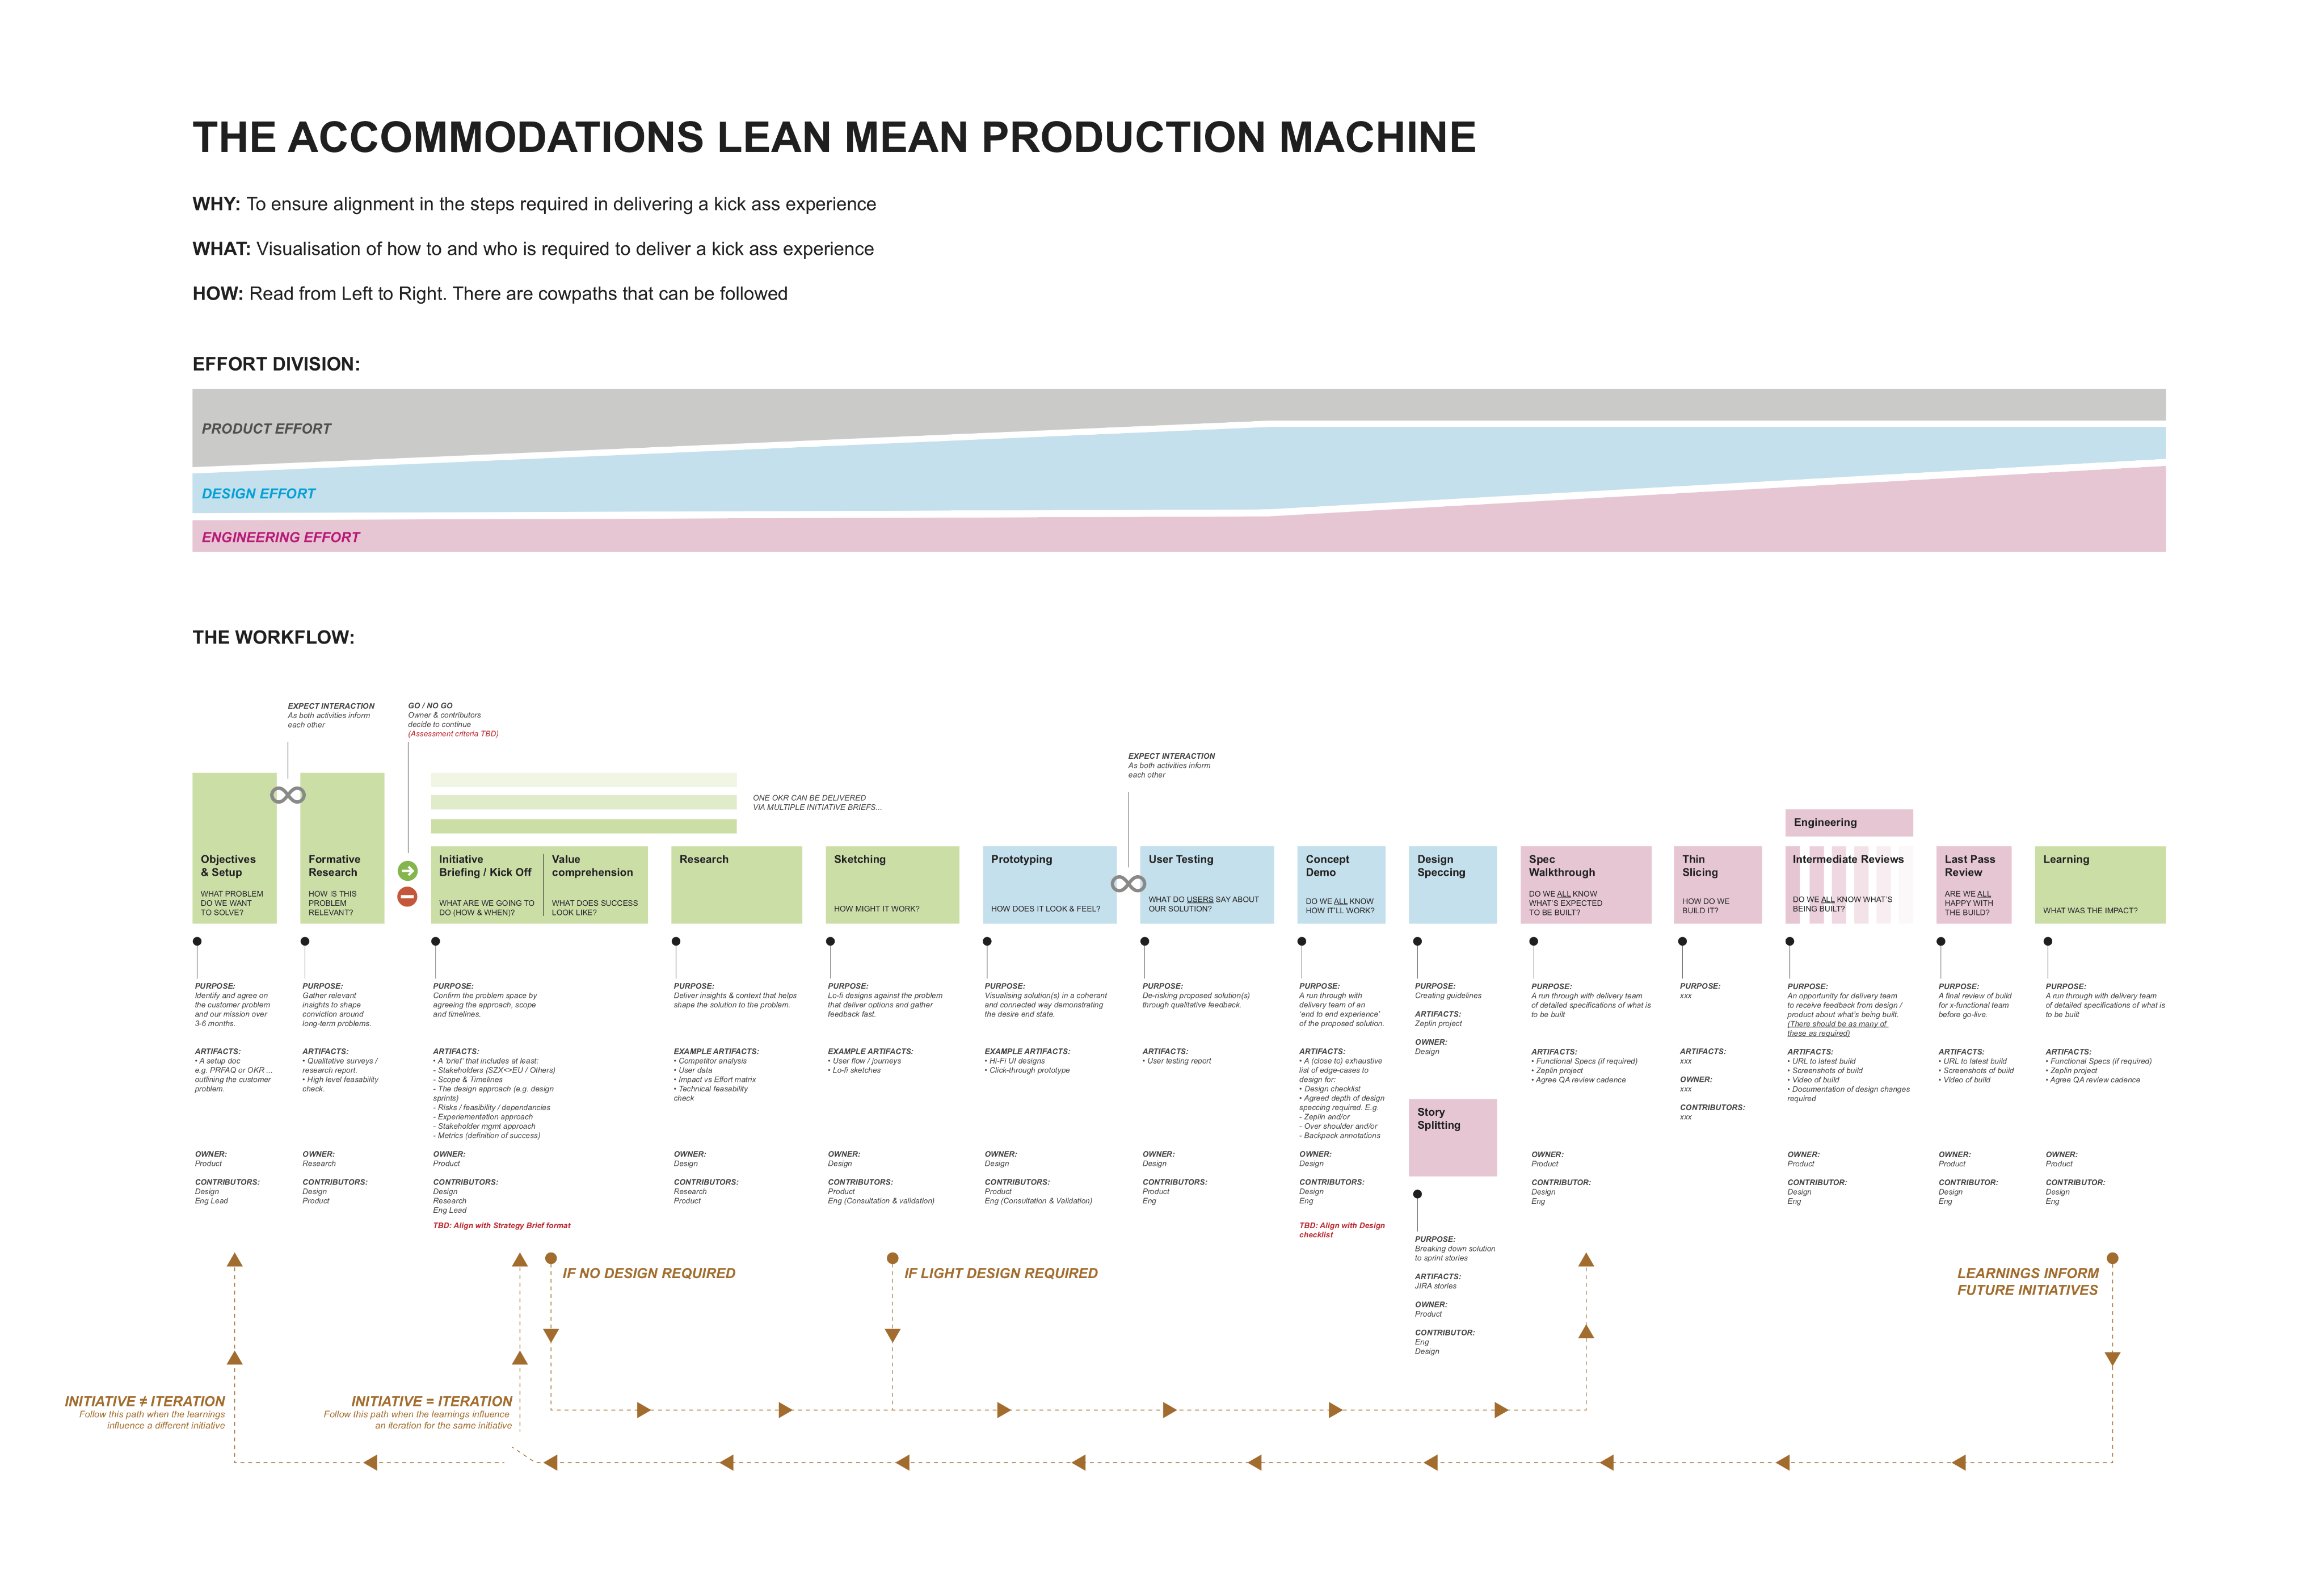 THE ACCOMMODATIONS LEAN MEAN PRODUCTION MACHINE
WHY: To ensure alignment in the steps required in delivering a kick ass experience
WHAT: Visualisation of how to and who is required to deliver a kick ass experience
HOW: Read from Left to Right. There are cowpaths that can be followed
EFFORT DIVISION:
PRODUCT EFFORT
DESIGN EFFORT
ENGINEERING EFFORT
THE WORKFLOW:
EXPECT INTERACTION
As both activities inform
each other
GO / NO GO
Owner & contributors
decide to continue
(Assessment criteria TBD)
ONE OKR CAN BE DELIVERED
VIA MULTIPLE INITIATIVE BRIEFS...
EXPECT INTERACTION
As both activities inform
each other
Objectives
& Setup
WHAT PROBLEM
DO WE WANT
TO SOLVE?
PURPOSE:
Identify and agree on
the customer problem
and our mission over
3-6 months.
ARTIFACTS:
• A setup doc
e.g. PRFAQ or OKR ...
outlining the customer
problem.
OWNER:
Product
CONTRIBUTORS:
Design
Eng Lead
Formative
Research
HOW IS THIS
PROBLEM
RELEVANT?
PURPOSE:
Gather relevant
insights to shape
conviction around
long-term problems.
ARTIFACTS:
• Qualitative surveys /
research report.
• High level feasability
check.
OWNER:
Research
CONTRIBUTORS:
Design
Product
Initiative
Briefing / Kick Off
WHAT ARE WE GOING TO
DO (HOW & WHEN)?
Value
comprehension
WHAT DOES SUCCESS
LOOK LIKE?
PURPOSE:
Confirm the problem space by
agreeing the approach, scope
and timelines.
ARTIFACTS:
• A 'brief' that includes at least:
- Stakeholders (SZX<>EU / Others)
- Scope & Timelines
- The design approach (e.g. design
sprints)
- Risks / feasibility / dependancies
- Experiementation approach
- Stakeholder mgmt approach
- Metrics (definition of success)
OWNER:
Product
CONTRIBUTORS:
Design
Research
Eng Lead
TBD: Align with Strategy Brief format
Research
PURPOSE:
Deliver insights & context that helps
shape the solution to the problem.
EXAMPLE ARTIFACTS:
• Competitor analysis
• User data
• Impact vs Effort matrix
• Technical feasability
check
OWNER:
Design
CONTRIBUTORS:
Research
Product
Sketching
HOW MIGHT IT WORK?
PURPOSE:
Lo-fi designs against the problem
that deliver options and gather
feedback fast.
EXAMPLE ARTIFACTS:
• User flow / journeys
• Lo-fi sketches
OWNER:
Design
CONTRIBUTORS:
Product
Eng (Consultation & validation)
Prototyping
HOW DOES IT LOOK & FEEL?
PURPOSE:
Visualising solution(s) in a coherant
and connected way demonstrating
the desire end state.
EXAMPLE ARTIFACTS:
• Hi-Fi UI designs
• Click-through prototype
OWNER:
Design
CONTRIBUTORS:
Product
Eng (Consultation & Validation)
User Testing
WHAT DO USERS SAY ABOUT
OUR SOLUTION?
PURPOSE:
De-risking proposed solution(s)
through qualitative feedback.
ARTIFACTS:
• User testing report
OWNER:
Design
CONTRIBUTORS:
Product
Eng
Concept
Demo
DO WE ALL KNOW
HOW IT'LL WORK?
PURPOSE:
A run through with
delivery team of an
'end to end experience'
of the proposed solution.
ARTIFACTS:
• A (close to) exhaustive
list of edge-cases to
design for:
• Design checklist
• Agreed depth of design
speccing required. E.g.
- Zeplin and/or
- Over shoulder and/or
- Backpack annotations
OWNER:
Design
CONTRIBUTORS:
Design
Eng
TBD: Align with Design
checklist
Design
Speccing
PURPOSE:
Creating guidelines
ARTIFACTS:
Zeplin project
OWNER:
Design
Story
Splitting
PURPOSE:
Breaking down solution
to sprint stories
ARTIFACTS:
JIRA stories
OWNER:
Product
CONTRIBUTOR:
Eng
Design
Spec
Walkthrough
DO WE ALL KNOW
WHAT'S EXPECTED
TO BE BUILT?
PURPOSE:
A run through with delivery team
of detailed specifications of what is
to be built
ARTIFACTS:
• Functional Specs (if required)
• Zeplin project
• Agree QA review cadence
OWNER:
Product
CONTRIBUTOR:
Design
Eng
Thin
Slicing
HOW DO WE
BUILD IT?
PURPOSE:
xxx
ARTIFACTS:
xxx
OWNER:
xxx
CONTRIBUTORS:
xxx
Engineering
Intermediate Reviews
DO WE ALL KNOW WHAT'S
BEING BUILT?
PURPOSE:
An opportunity for delivery team
to receive feedback from design /
product about what's being built.
(There should be as many of
these as required)
ARTIFACTS:
• URL to latest build
• Screenshots of build
• Video of build
• Documentation of design changes
required
OWNER:
Product
CONTRIBUTOR:
Design
Eng
Last Pass
Review
ARE WE ALL
HAPPY WITH
THE BUILD?
PURPOSE:
A final review of build
for x-functional team
before go-live.
ARTIFACTS:
• URL to latest build
• Screenshots of build
• Video of build
OWNER:
Product
CONTRIBUTOR:
Design
Eng
Learning
WHAT WAS THE IMPACT?
PURPOSE:
A run through with delivery team
of detailed specifications of what is
to be built
ARTIFACTS:
• Functional Specs (if required)
• Zeplin project
• Agree QA review cadence
OWNER:
Product
CONTRIBUTOR:
Design
Eng
IF NO DESIGN REQUIRED
IF LIGHT DESIGN REQUIRED
LEARNINGS INFORM
FUTURE INITIATIVES
INITIATIVE ≠ ITERATION
Follow this path when the learnings
influence a different initiative
INITIATIVE = ITERATION
Follow this path when the learnings influence
an iteration for the same initiative